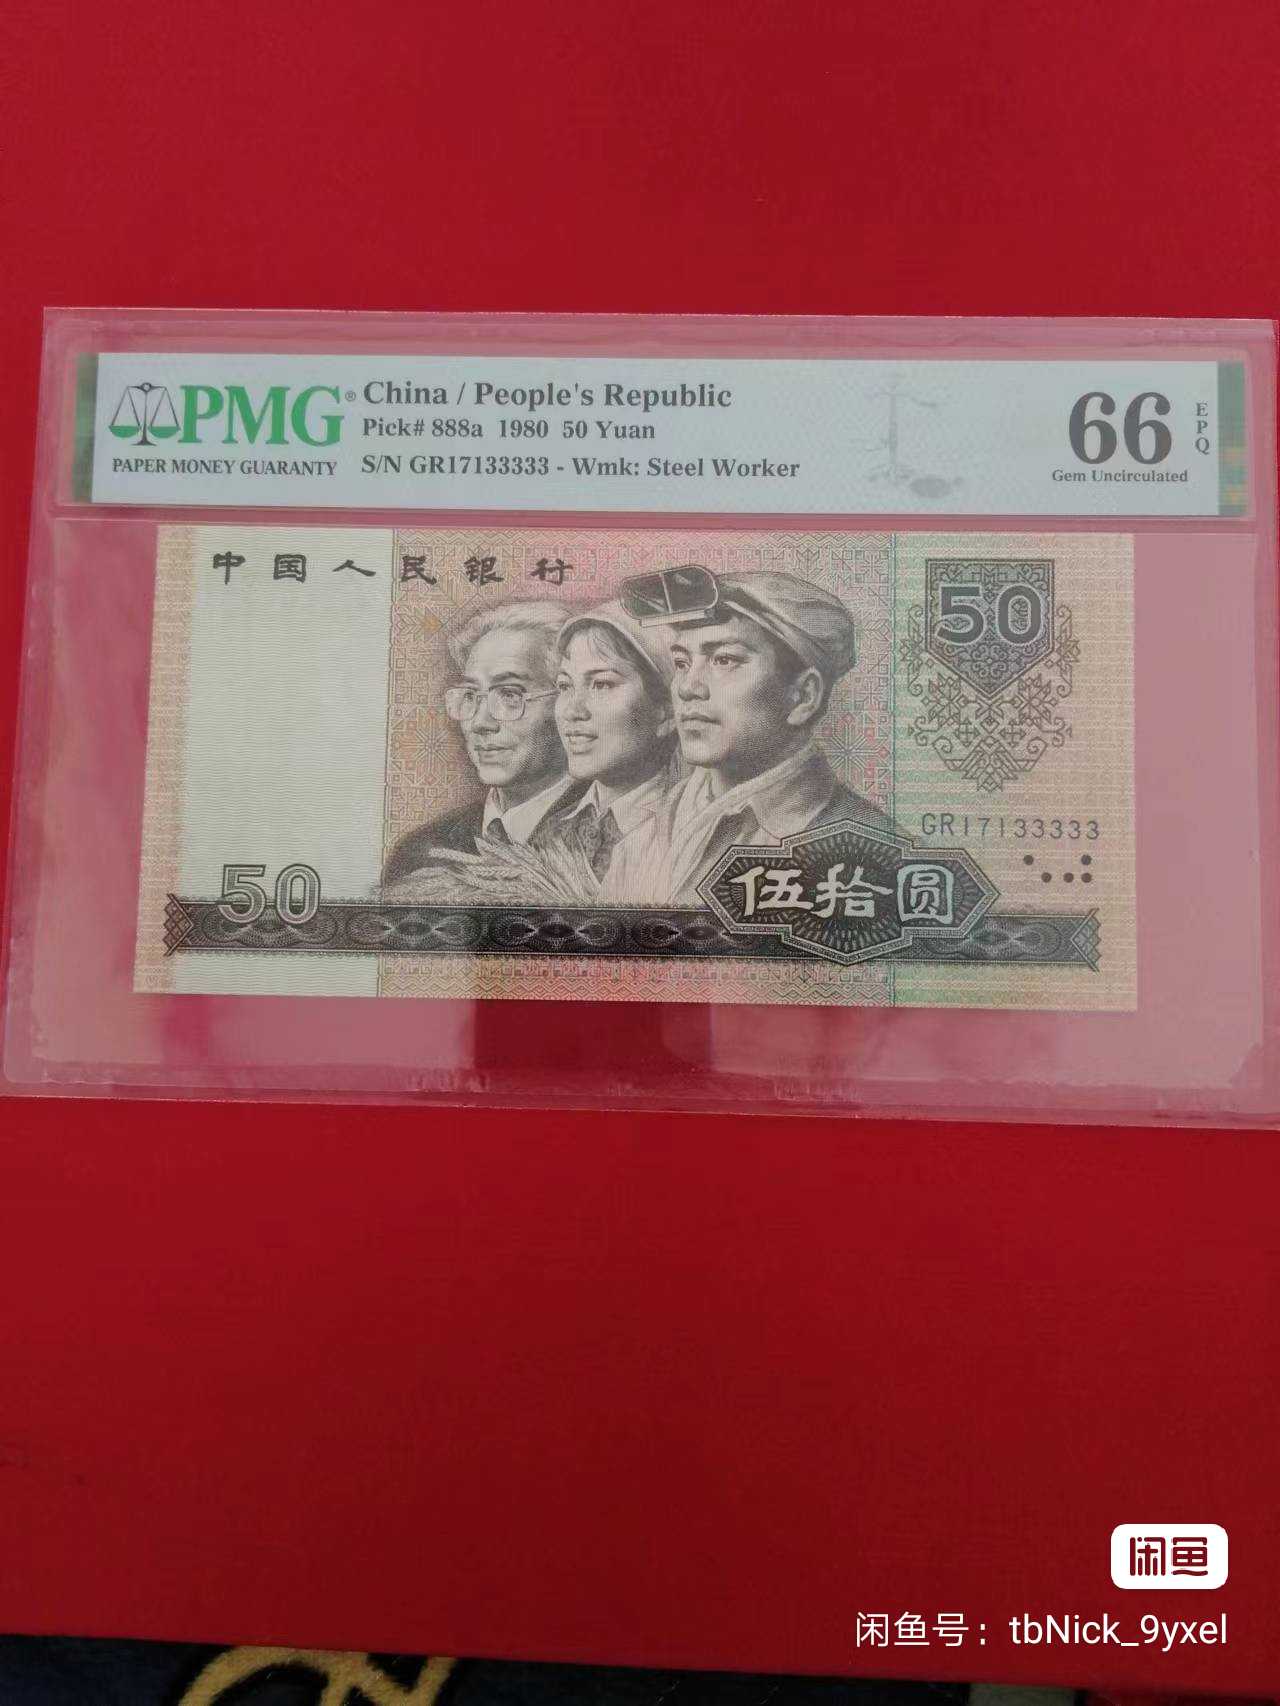 PMG®
PAPER MONEY GUARANTY
China / People's Republic
Pick# 888a 1980 50 Yuan
S/N GR17133333 - Wmk: Steel Worker
66
EPQ
Gem Uncirculated
中国人民银行
50
GR17133333
50
伍拾圆
闲鱼
闲鱼号：tbNick_9yxel